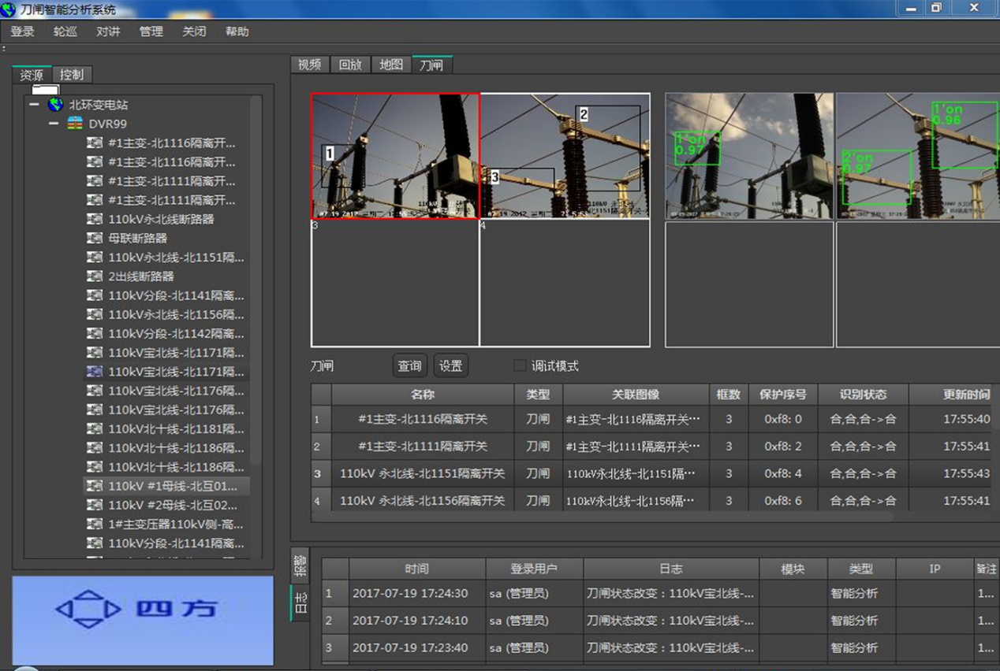 刀闸智能分析系统
登录 轮巡 对讲 管理 关闭 帮助
资源 控制
北环变电站
DVR99
#1主变-北1116隔离开...
#1主变-北1116隔离开...
#1主变-北1111隔离开...
#1主变-北1111隔离开...
110kV永北线断路器
母联断路器
110kV永北线-北1151隔...
2出线断路器
110kV分段-北1141隔离...
110kV永北线-北1156隔...
110kV分段-北1142隔离...
110kV宝北线-北1171隔...
110kV宝北线-北1171隔...
110kV宝北线-北1176隔...
110kV宝北线-北1176隔...
110kV北十线-北1181隔...
110kV北十线-北1186隔...
110kV北十线-北1186隔...
110kV #1母线-北互01...
110kV #2母线-北互02...
1#主变压器110kV侧-高...
110kV分段-北1141隔离...
四方
视频 回放 地图 刀闸
1
2
3
3
4
1'on
0.97
1'on
0.96
2'on
0.97
刀闸 查询 设置 调试模式
名称 类型 关联图像 框数 保护序号 识别状态 更新时间
1 #1主变-北1116隔离开关 刀闸 #1主变-北1116隔离开关… 3 0xf8: 0 合,合,合->合 17:55:40
2 #1主变-北1111隔离开关 刀闸 #1主变-北1111隔离开关… 3 0xf8: 2 合,合,合->合 17:55:41
3 110kV 永北线-北1151隔离开关 刀闸 110kV永北线-北1151隔… 3 0xf8: 4 合,合,合->合 17:55:43
4 110kV 永北线-北1156隔离开关 刀闸 110kV永北线-北1156隔… 3 0xf8: 6 合,合,合->合 17:55:41
日志
时间 登录用户 日志 模块 类型 IP 备注
1 2017-07-19 17:24:30 sa (管理员) 刀闸状态改变：110kV宝北线-... 智能分析 1...
2 2017-07-19 17:24:10 sa (管理员) 刀闸状态改变：110kV宝北线-... 智能分析 1...
3 2017-07-19 17:23:40 sa (管理员) 刀闸状态改变：110kV宝北线-... 智能分析 1...